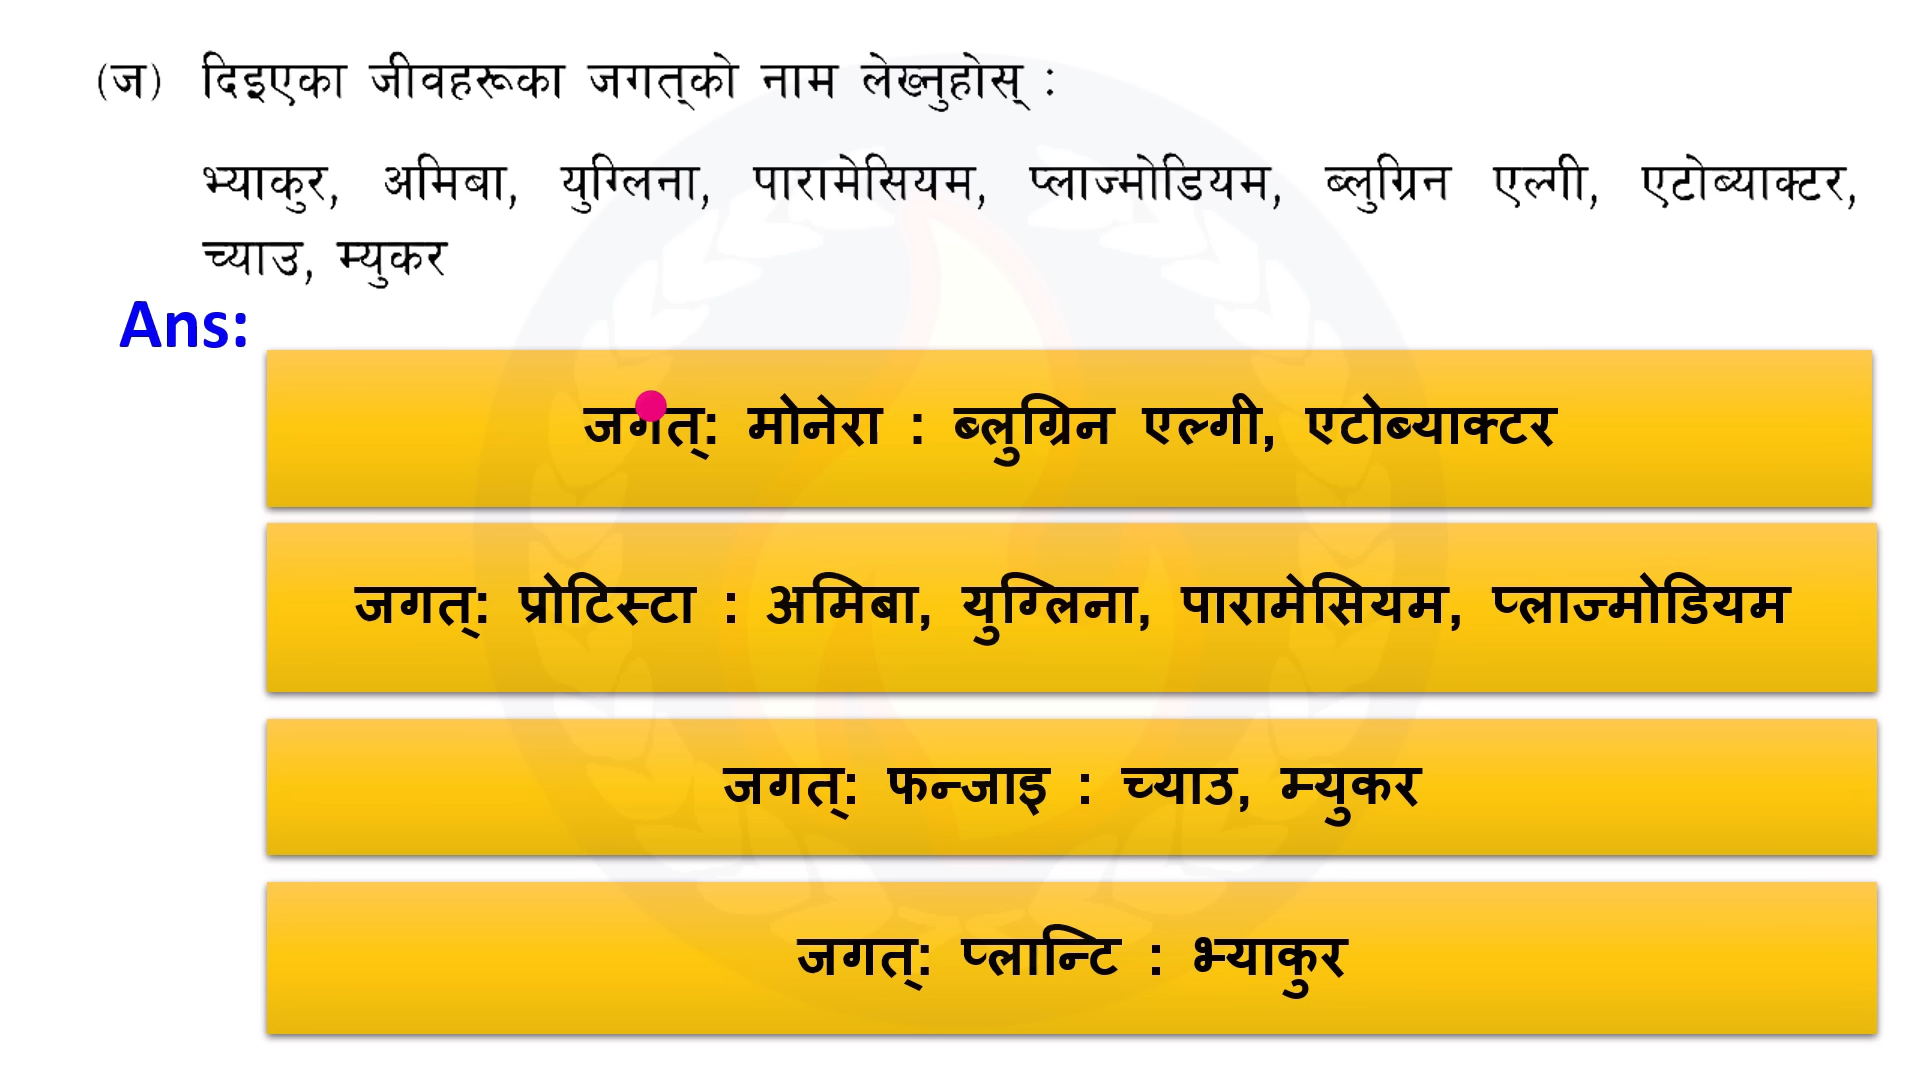 (ज) दिइएका जीवहरूका जगत्‌को नाम लेख्नुहोस् :
भ्याकुर, अमिबा, युग्लिना, पारामेसियम, प्लाज्मोडियम, ब्लुग्रिन एल्गी, एटोब्याक्टर,
च्याउ, म्युकर
Ans:
जगत्: मोनेरा : ब्लुग्रिन एल्गी, एटोब्याक्टर
जगत्: प्रोटिस्टा : अमिबा, युग्लिना, पारामेसियम, प्लाज्मोडियम
जगत्: फन्जाइ : च्याउ, म्युकर
जगत्: प्लान्टि : भ्याकुर